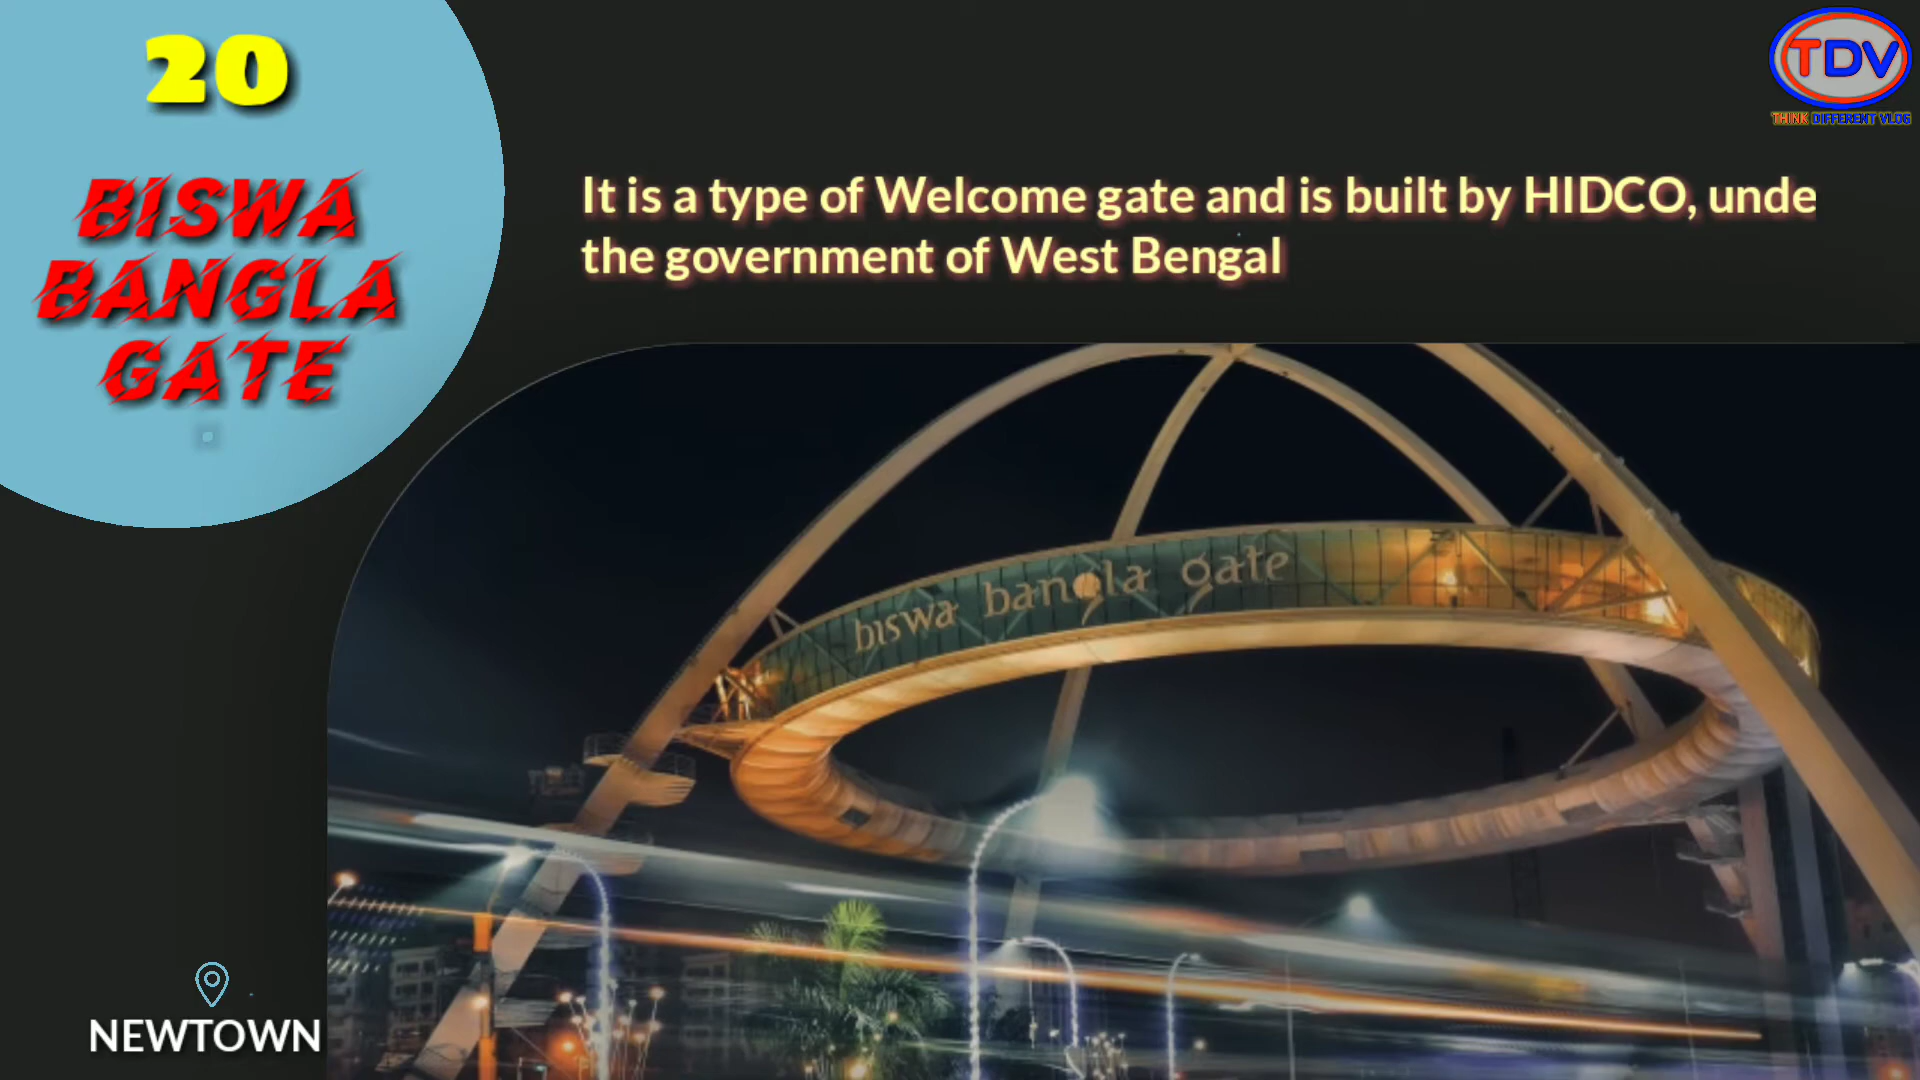 20
BISWA
BANGLA
GATE
TDV
THINK DIFFERENT VLOG
It is a type of Welcome gate and is built by HIDCO, unde
the government of West Bengal
biswa bangla gate
NEWTOWN